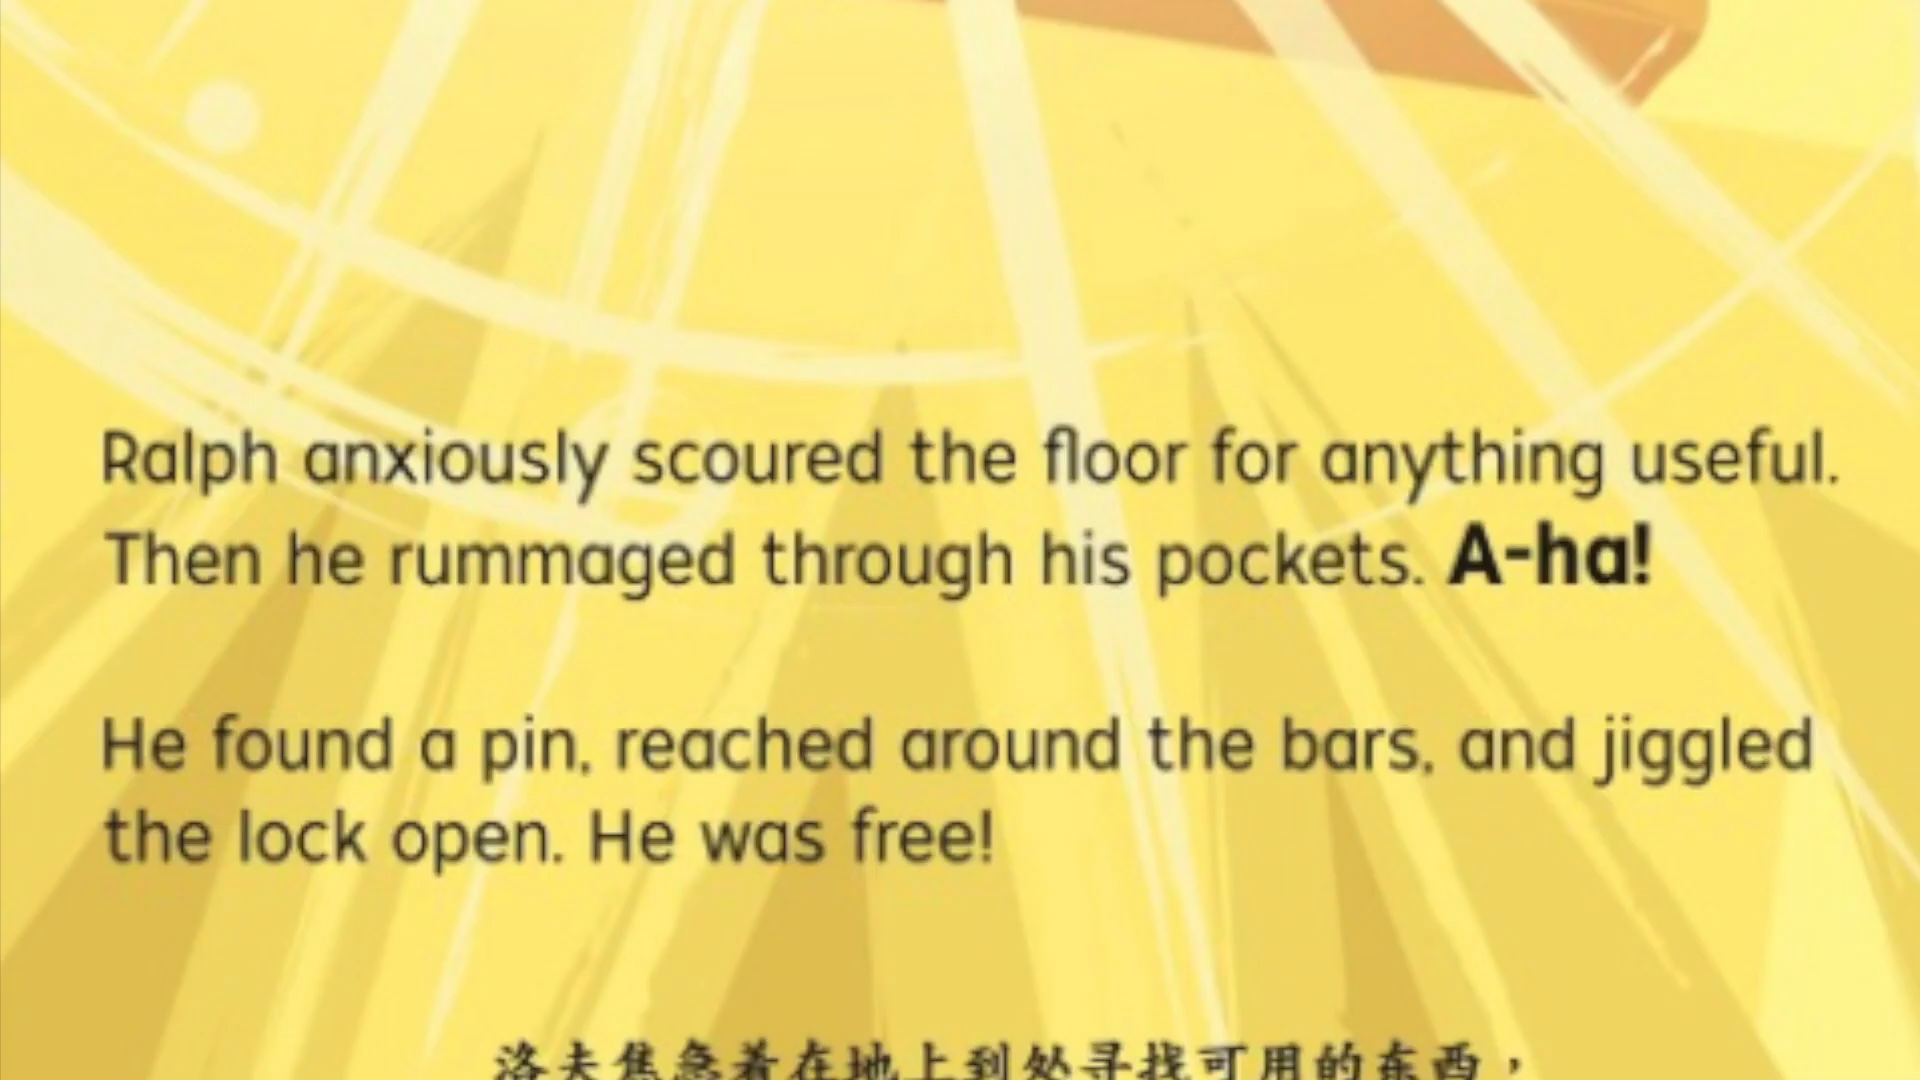 Ralph anxiously scoured the floor for anything useful.
Then he rummaged through his pockets. A-ha!
He found a pin, reached around the bars, and jiggled
the lock open. He was free!
洛夫焦急着在地上到处寻找可用的东西，